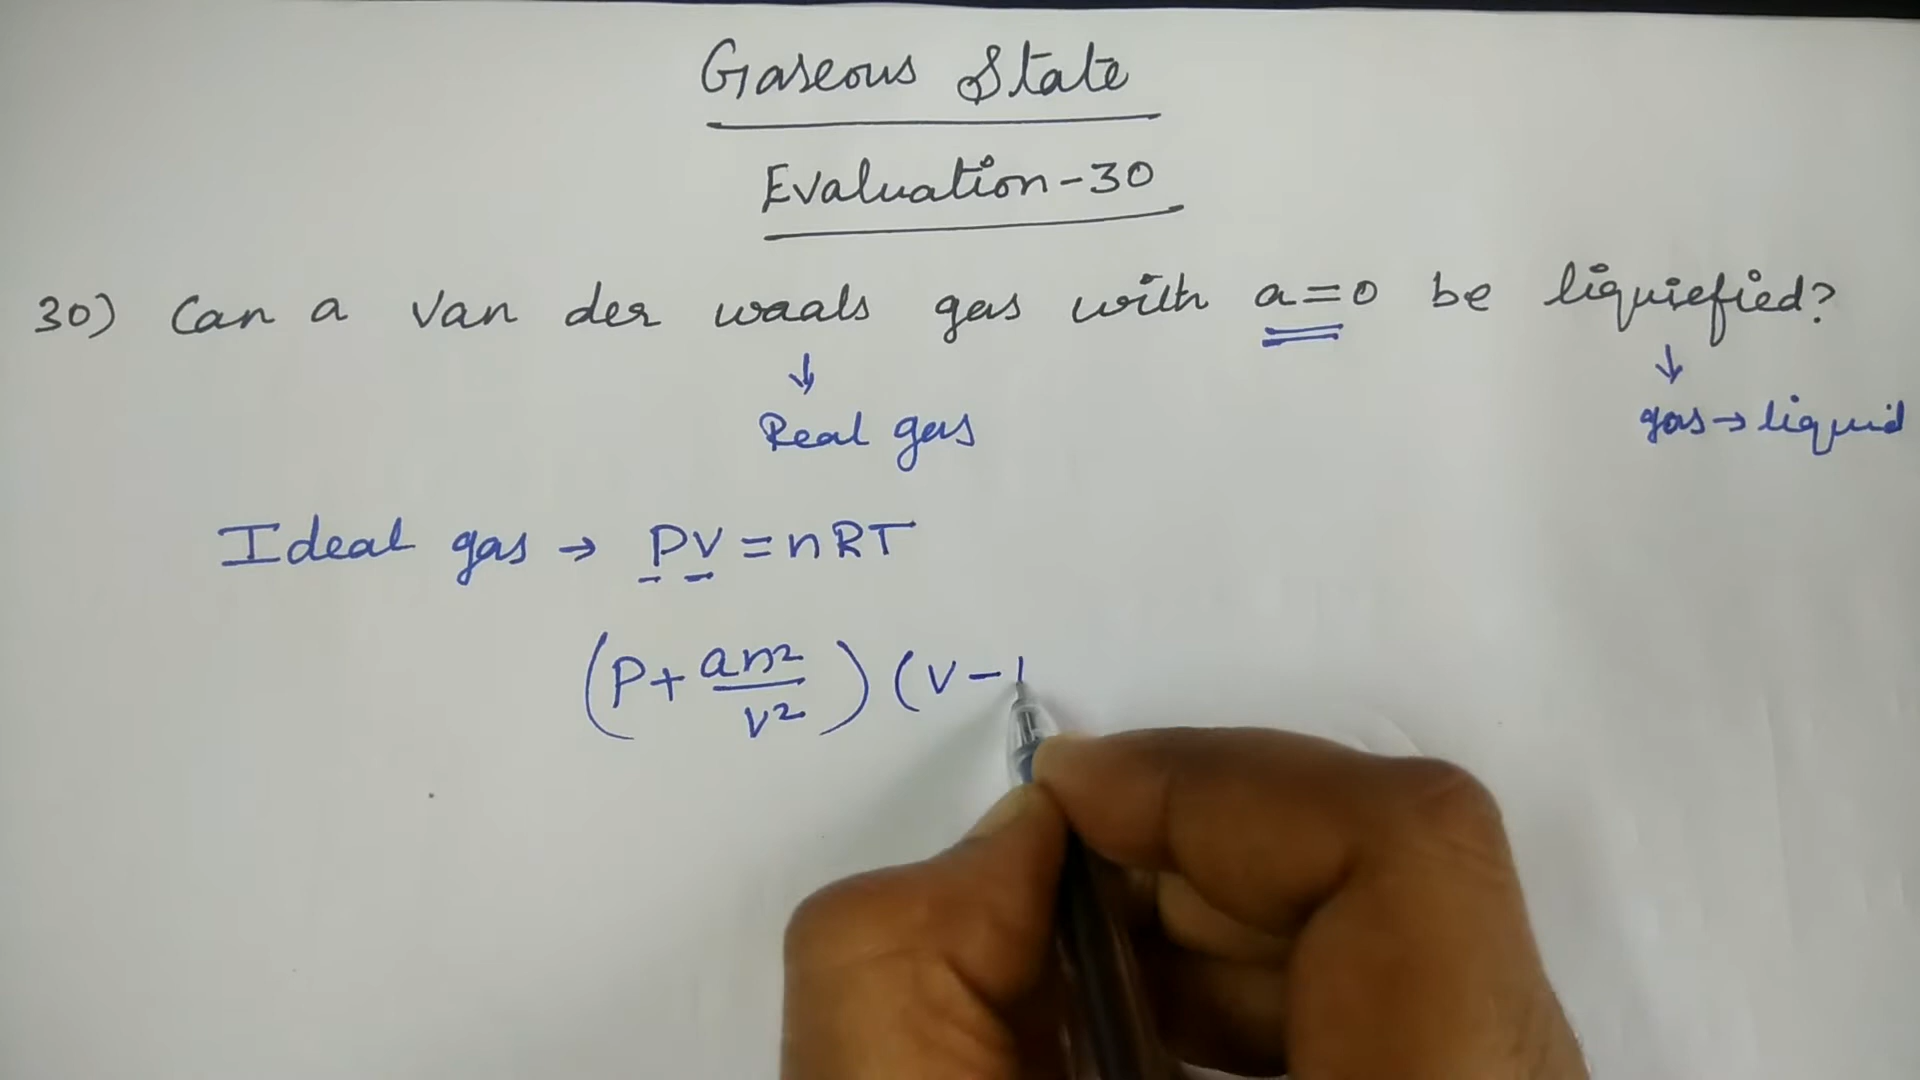 Gaseous State
Evaluation-30
30) Can a Van der waals gas with a=0 be liquiefied?
↓ ↓
Real gas gas→liquid
Ideal gas → PV=nRT
(P+an²/V²) (V-